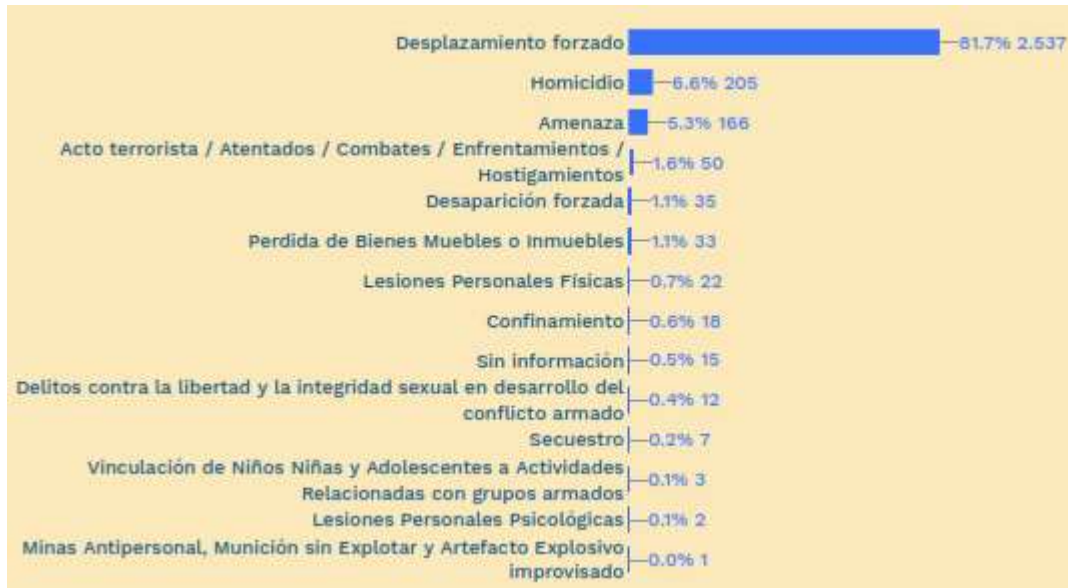 Desplazamiento forzado 81.7% 2.537
Homicidio 6.6% 205
Amenaza 5.3% 166
Acto terrorista / Atentados / Combates / Enfrentamientos /
Hostigamientos 1.6% 50
Desaparición forzada 1.1% 35
Perdida de Bienes Muebles o Inmuebles 1.1% 33
Lesiones Personales Físicas 0.7% 22
Confinamiento 0.6% 18
Sin información 0.5% 15
Delitos contra la libertad y la integridad sexual en desarrollo del
conflicto armado 0.4% 12
Secuestro 0.2% 7
Vinculación de Niños Niñas y Adolescentes a Actividades
Relacionadas con grupos armados 0.1% 3
Lesiones Personales Psicológicas 0.1% 2
Minas Antipersonal, Munición sin Explotar y Artefacto Explosivo
improvisado 0.0% 1